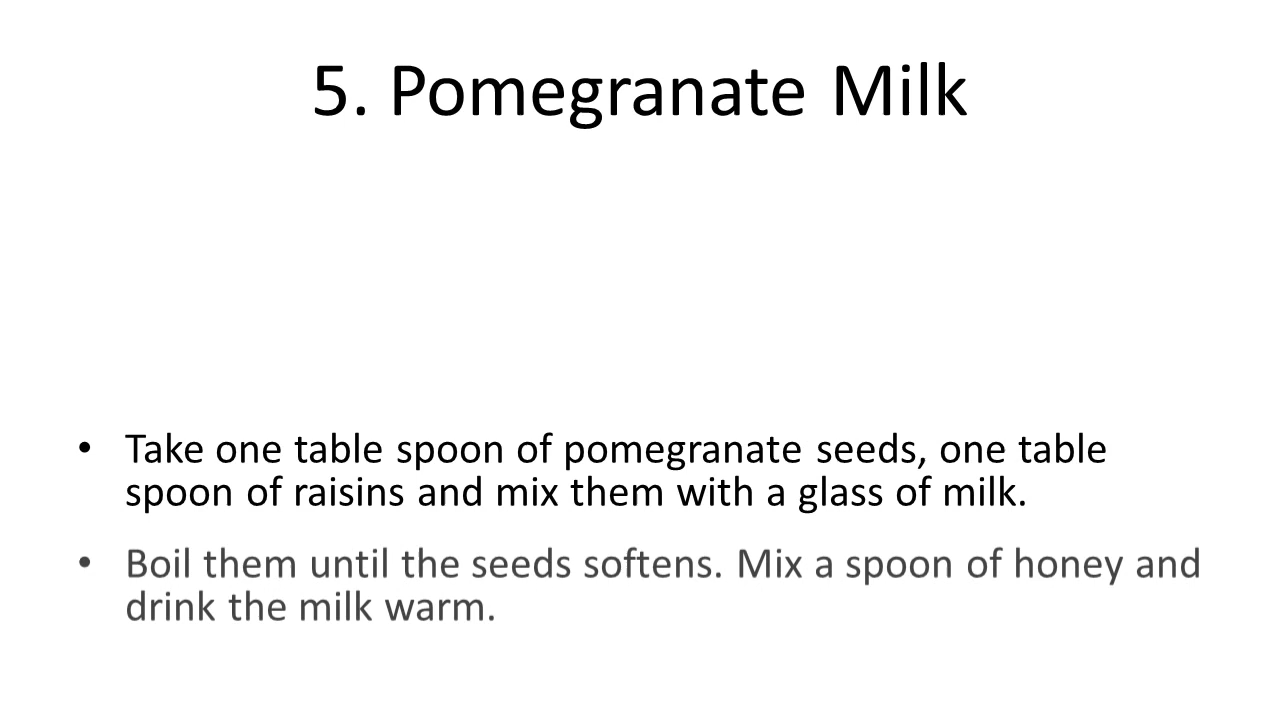 5. Pomegranate Milk
• Take one table spoon of pomegranate seeds, one table
spoon of raisins and mix them with a glass of milk.
• Boil them until the seeds softens. Mix a spoon of honey and
drink the milk warm.